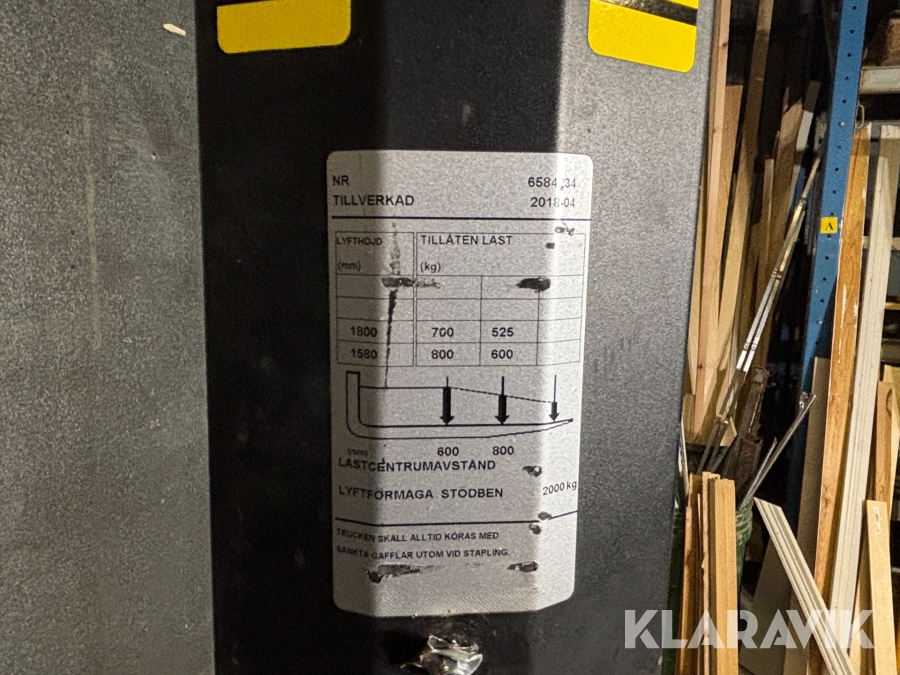 NR 6584 34
TILLVERKAD 2018-04
LYFTHÖJD TILLÅTEN LAST
(mm) (kg)
1800 700 525
1580 800 600
(mm) 600 800
LASTCENTRUMAVSTÅND
LYFTFÖRMÅGA STÖDBEN 2000 kg
TRUCKEN SKALL ALLTID KÖRAS MED
SÄNKTA GAFFLAR UTOM VID STAPLING.
A
KLARAVIK